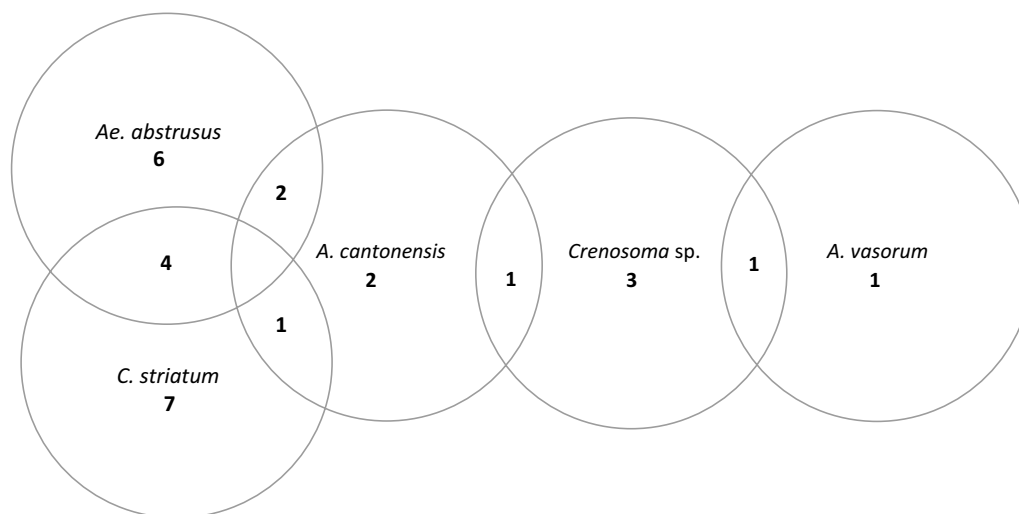 Ae. abstrusus
6
2
4
A. cantonensis
2
1
Crenosoma sp.
3
1
A. vasorum
1
1
C. striatum
7